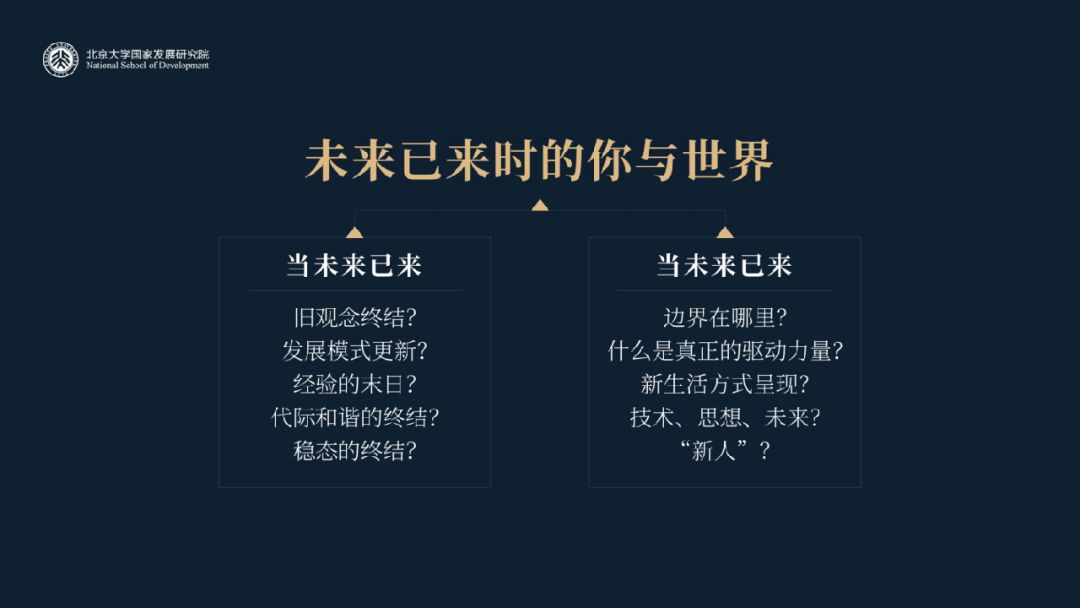 北京大学国家发展研究院
National School of Development
未来已来时的你与世界
当未来已来
旧观念终结?
发展模式更新?
经验的末日?
代际和谐的终结?
稳态的终结?
当未来已来
边界在哪里?
什么是真正的驱动力量?
新生活方式呈现?
技术、思想、未来?
“新人”?